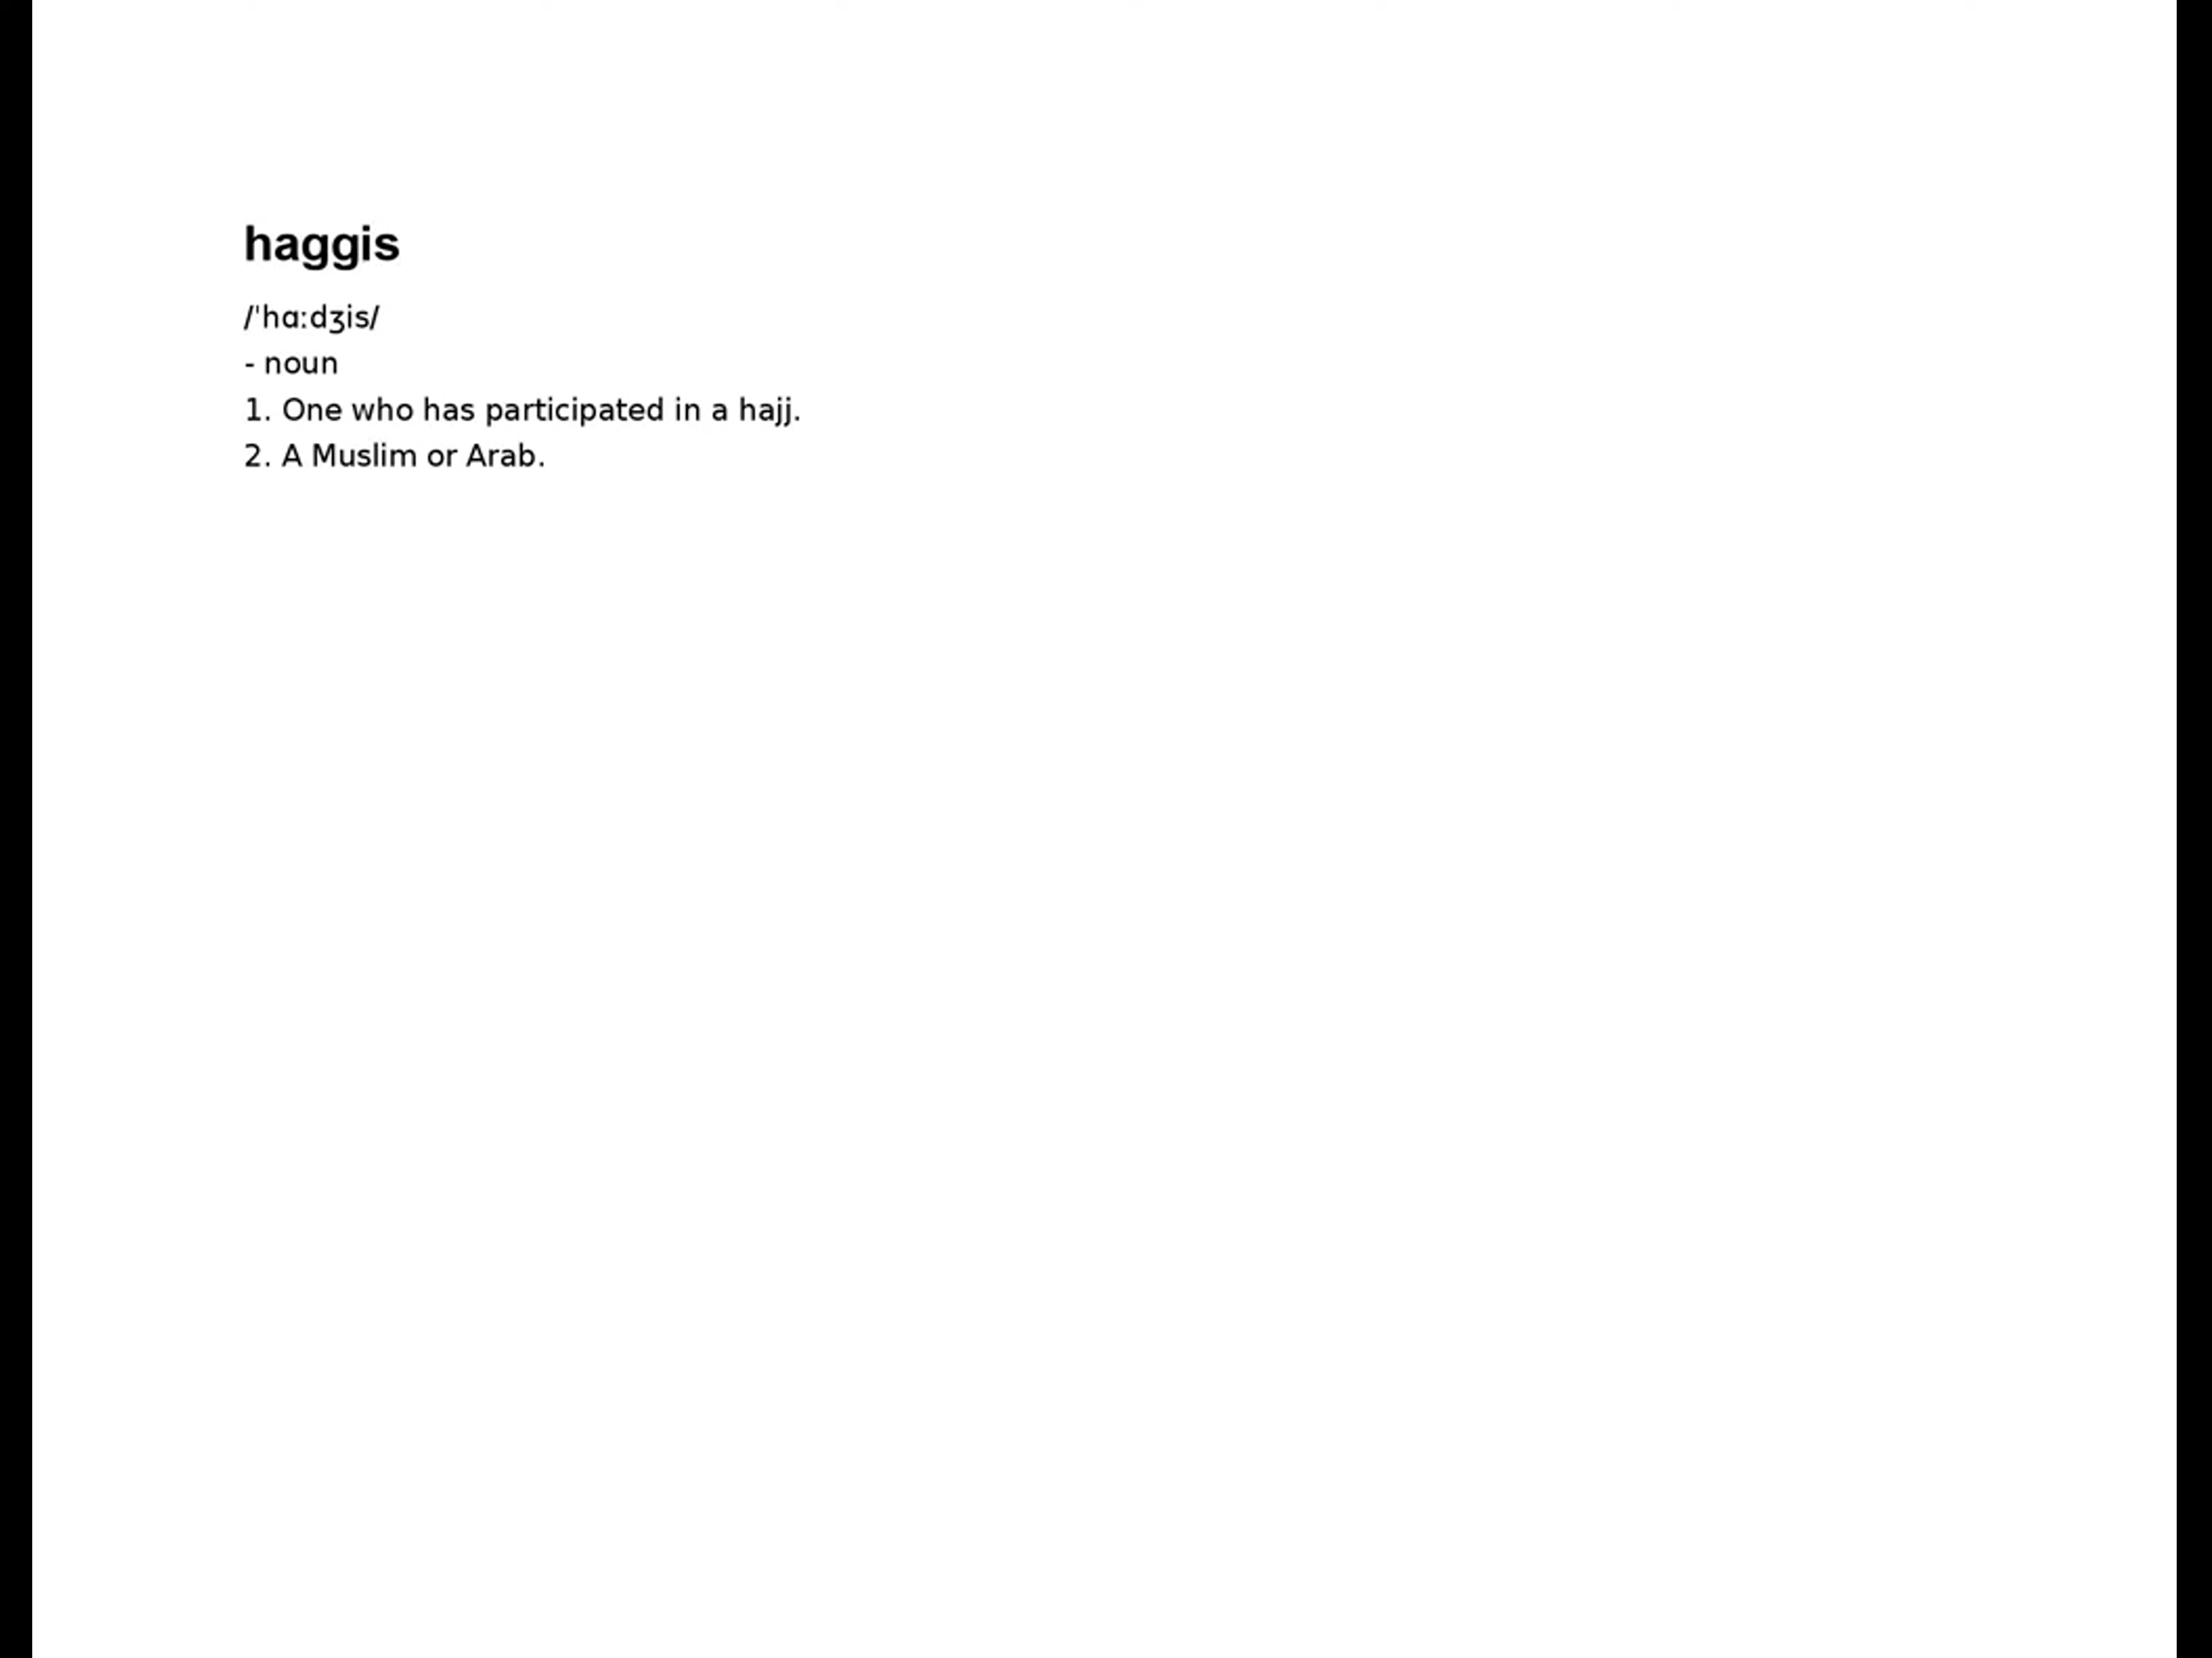 haggis
/ˈhɑːdʒis/
- noun
1. One who has participated in a hajj.
2. A Muslim or Arab.